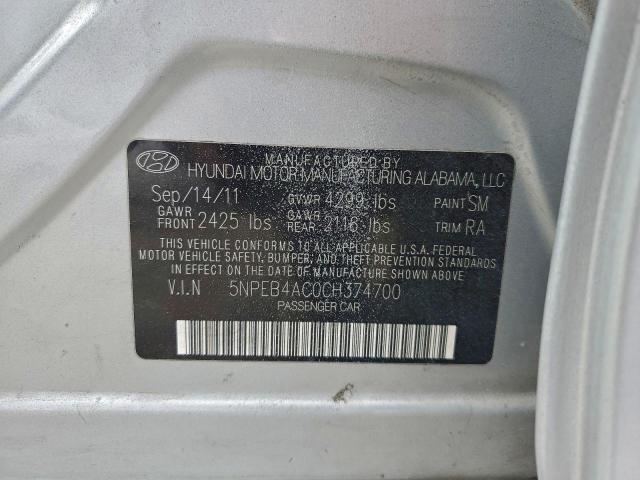 MANUFACTURED BY
HYUNDAI MOTOR MANUFACTURING ALABAMA, LLC
Sep/14/11 GVWR 4299 lbs PAINT SM
GAWR FRONT 2425 lbs GAWR REAR 2116 lbs TRIM RA
THIS VEHICLE CONFORMS TO ALL APPLICABLE U.S.A. FEDERAL
MOTOR VEHICLE SAFETY, BUMPER, AND THEFT PREVENTION STANDARDS
IN EFFECT ON THE DATE OF MANUFACTURE SHOWN ABOVE
V.I.N 5NPEB4AC0CH374700
PASSENGER CAR